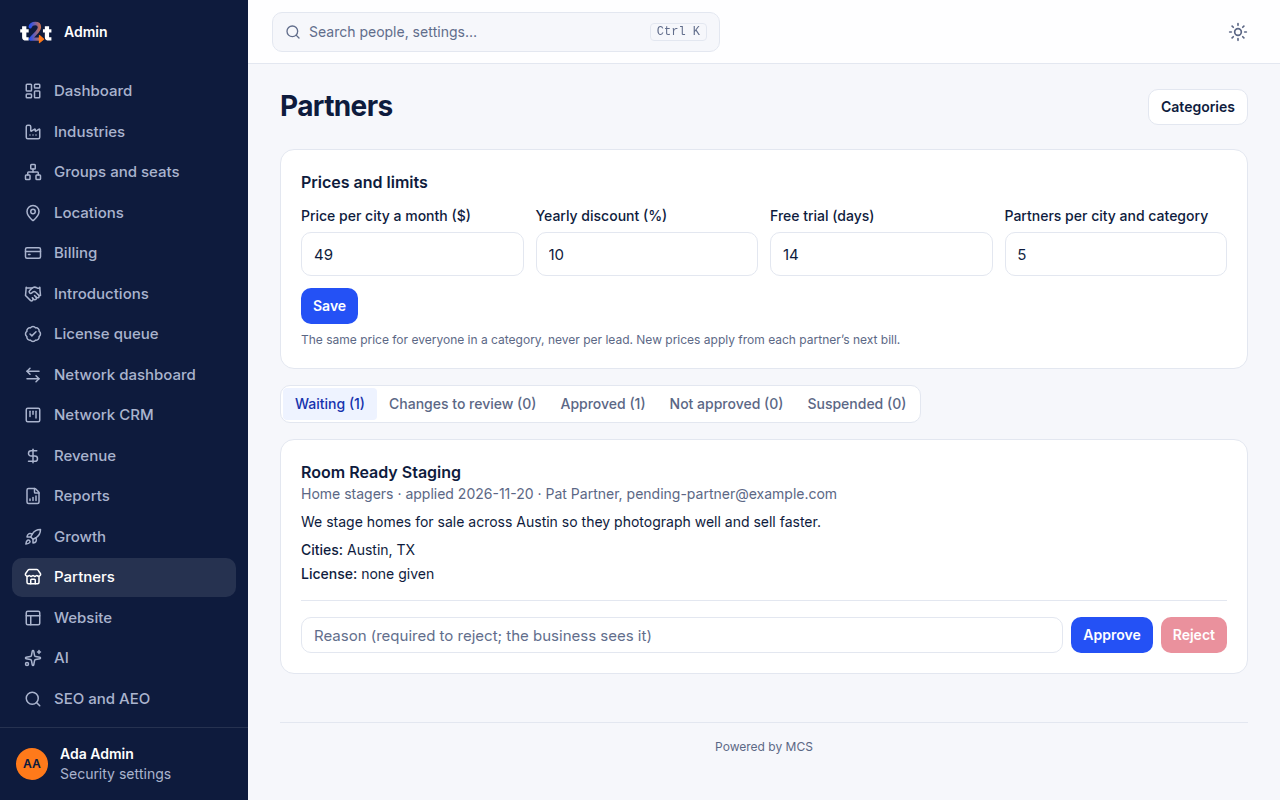 t2t Admin
Search people, settings...
Ctrl K
Dashboard
Industries
Groups and seats
Locations
Billing
Introductions
License queue
Network dashboard
Network CRM
Revenue
Reports
Growth
Partners
Website
AI
SEO and AEO
AA
Ada Admin
Security settings
Partners
Categories
Prices and limits
Price per city a month ($)
49
Yearly discount (%)
10
Free trial (days)
14
Partners per city and category
5
Save
The same price for everyone in a category, never per lead. New prices apply from each partner’s next bill.
Waiting (1)
Changes to review (0)
Approved (1)
Not approved (0)
Suspended (0)
Room Ready Staging
Home stagers · applied 2026-11-20 · Pat Partner, pending-partner@example.com
We stage homes for sale across Austin so they photograph well and sell faster.
Cities: Austin, TX
License: none given
Reason (required to reject; the business sees it)
Approve
Reject
Powered by MCS